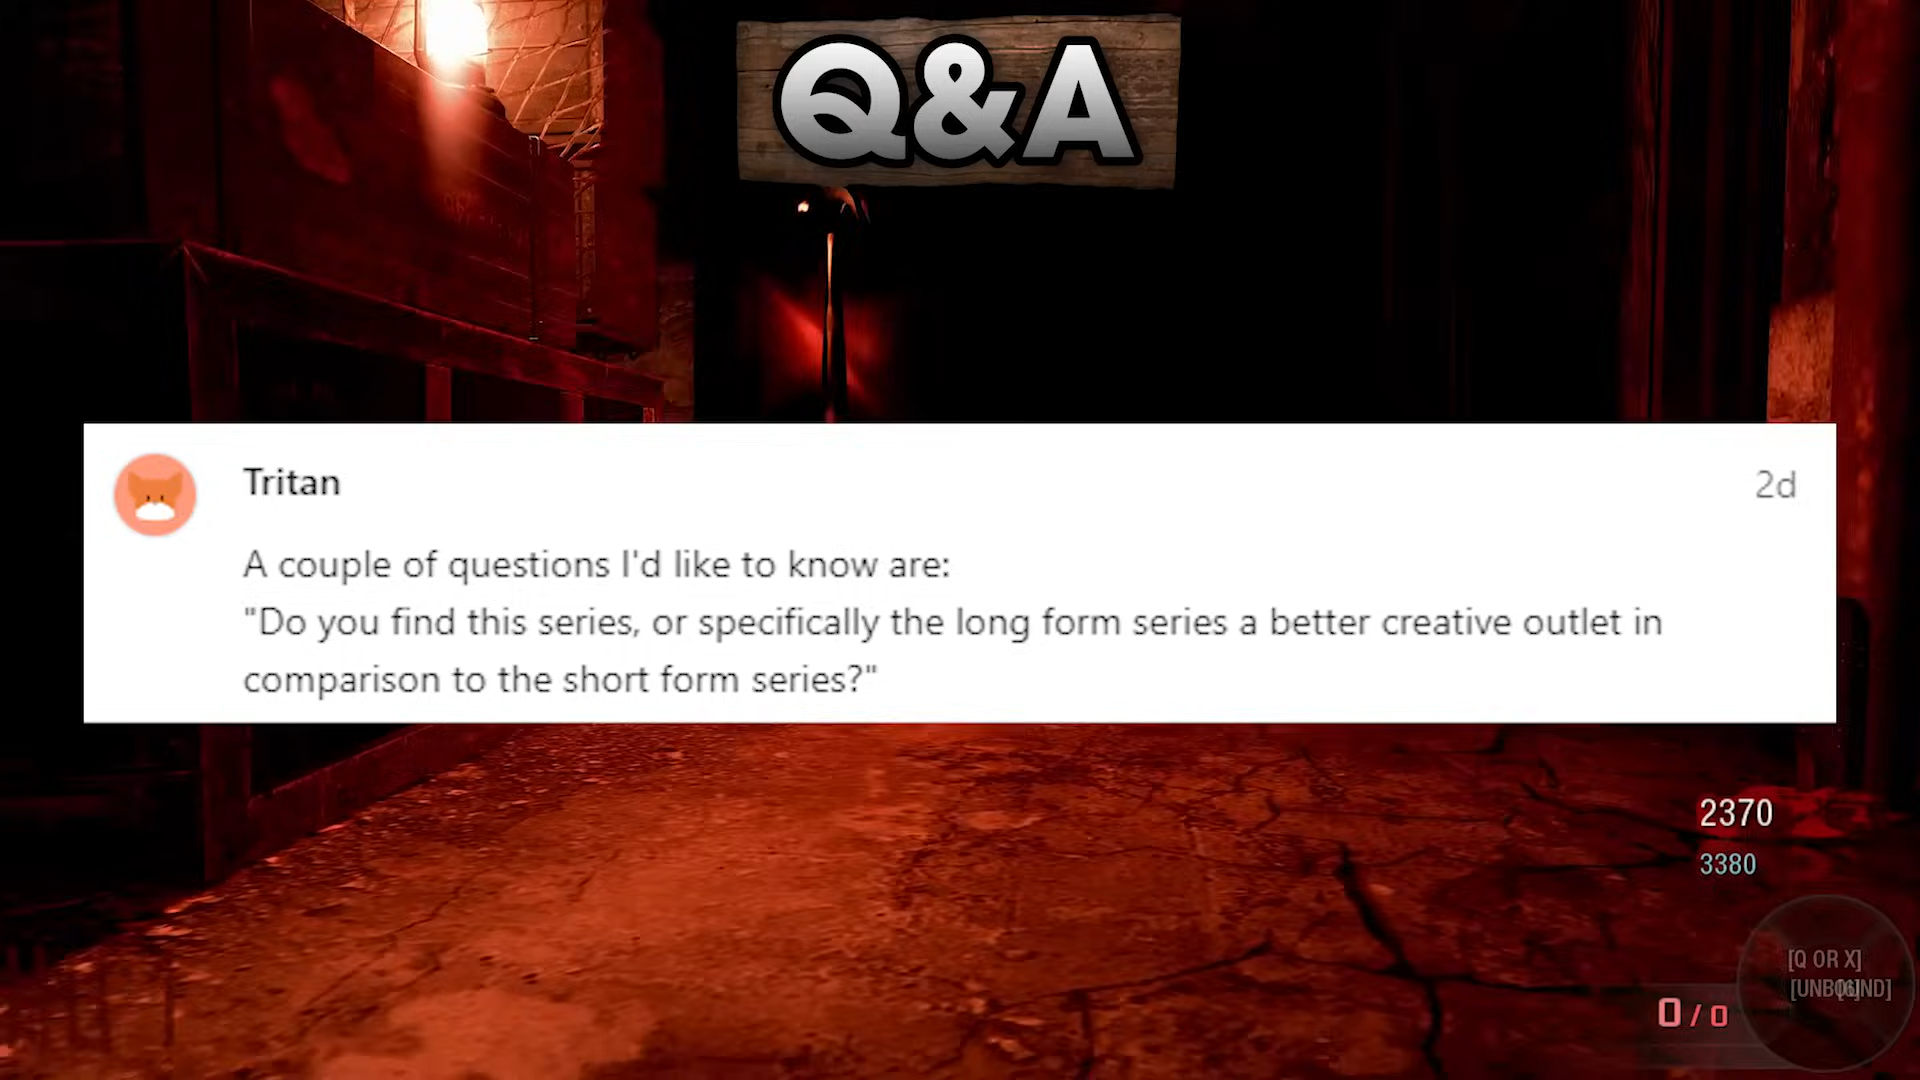 Q&A
Tritan
2d
A couple of questions I'd like to know are:
"Do you find this series, or specifically the long form series a better creative outlet in
comparison to the short form series?"
2370
3380
[Q OR X]
0 / 0